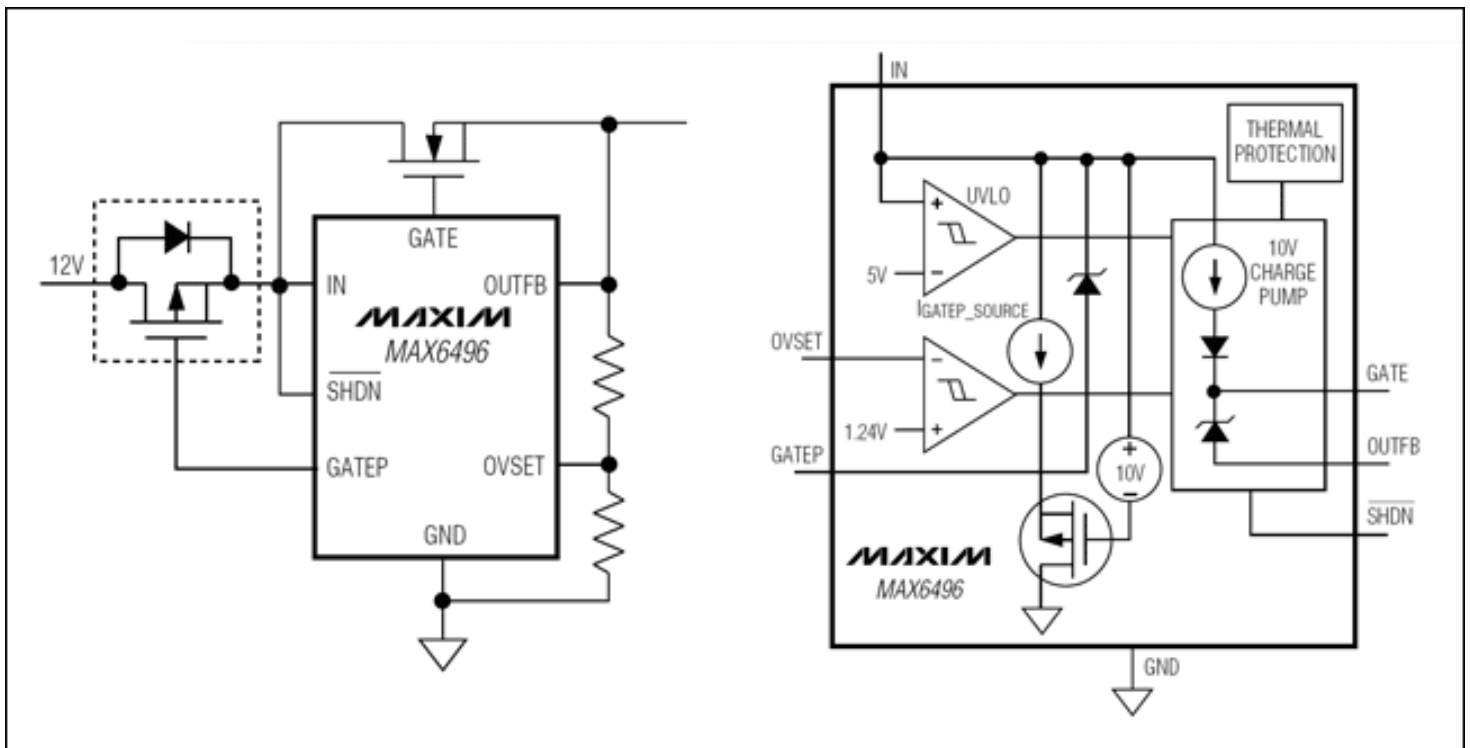 12V
GATE
IN
OUTFB
MAXIM
MAX6496
SHDN
GATEP
OVSET
GND
IN
THERMAL
PROTECTION
UVLO
+
−
5V
10V
CHARGE
PUMP
IGATEP_SOURCE
OVSET
−
+
1.24V
GATEP
+
10V
−
GATE
OUTFB
SHDN
MAXIM
MAX6496
GND